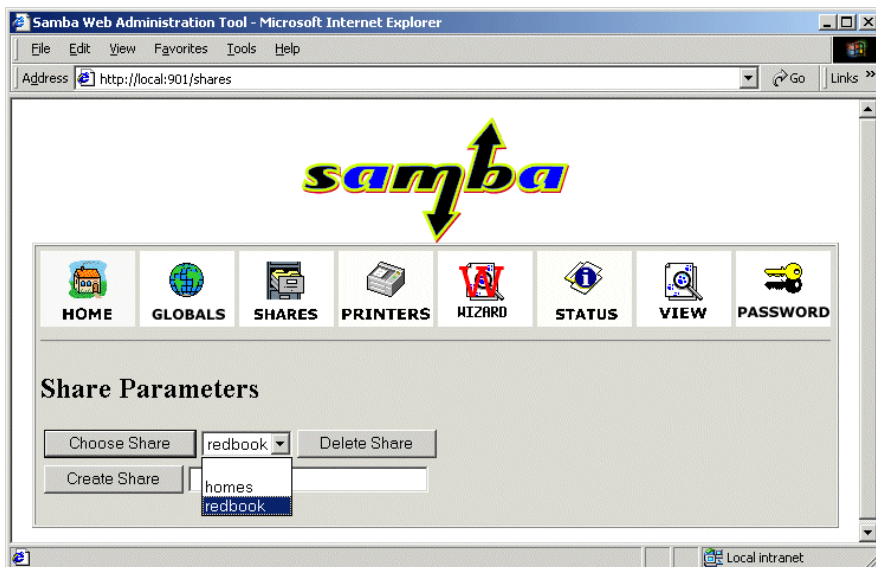 Samba Web Administration Tool - Microsoft Internet Explorer
File Edit View Favorites Tools Help
Address http://local:901/shares Go Links »
samba
HOME GLOBALS SHARES PRINTERS WIZARD STATUS VIEW PASSWORD
Share Parameters
Choose Share redbook Delete Share
Create Share
homes
redbook
Local intranet